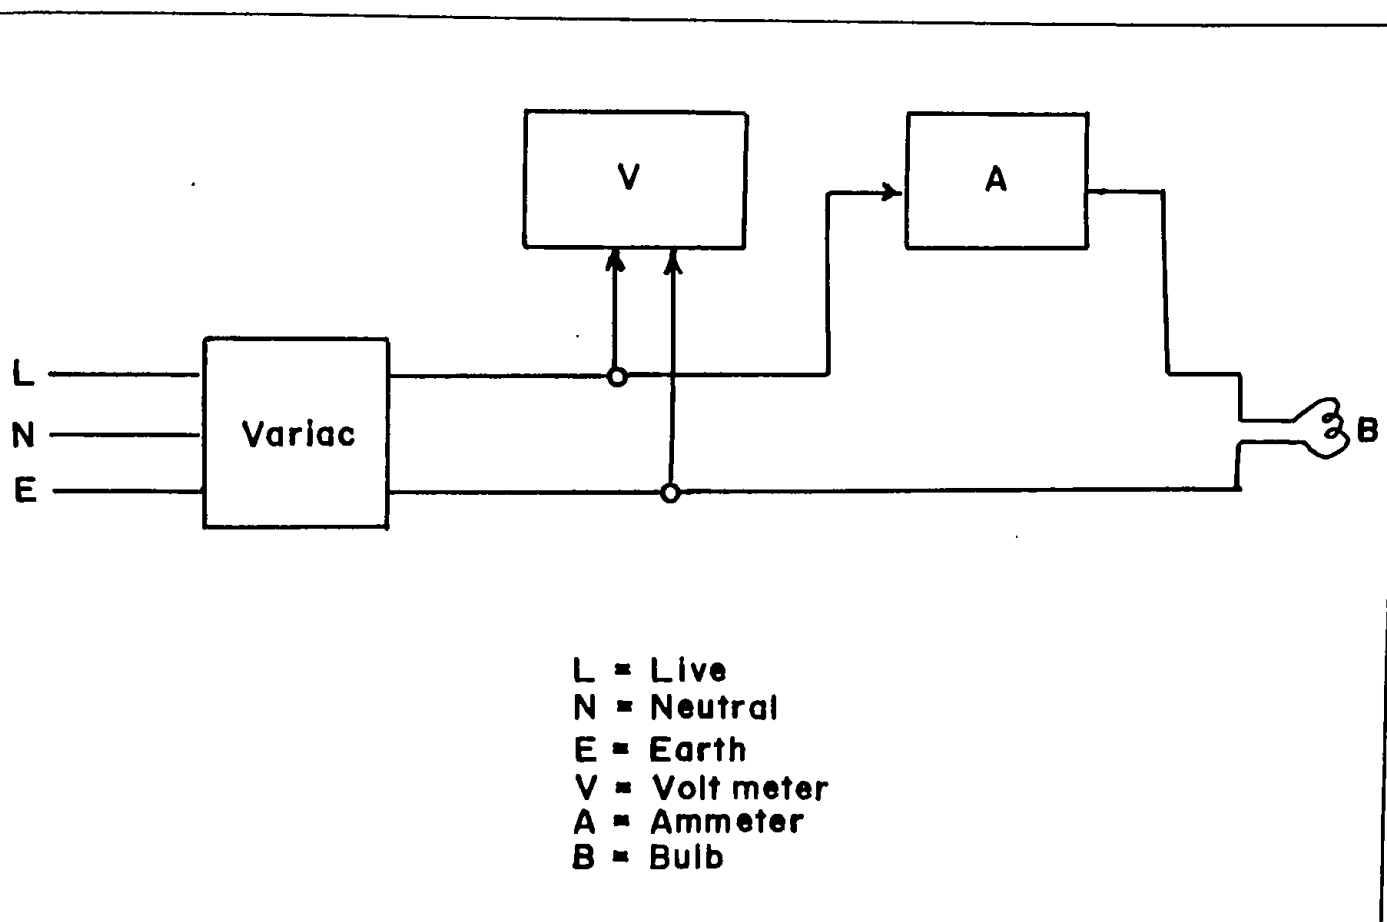 V
A
L
N
Variac
B
E
L = Live
N = Neutral
E = Earth
V = Volt meter
A = Ammeter
B = Bulb